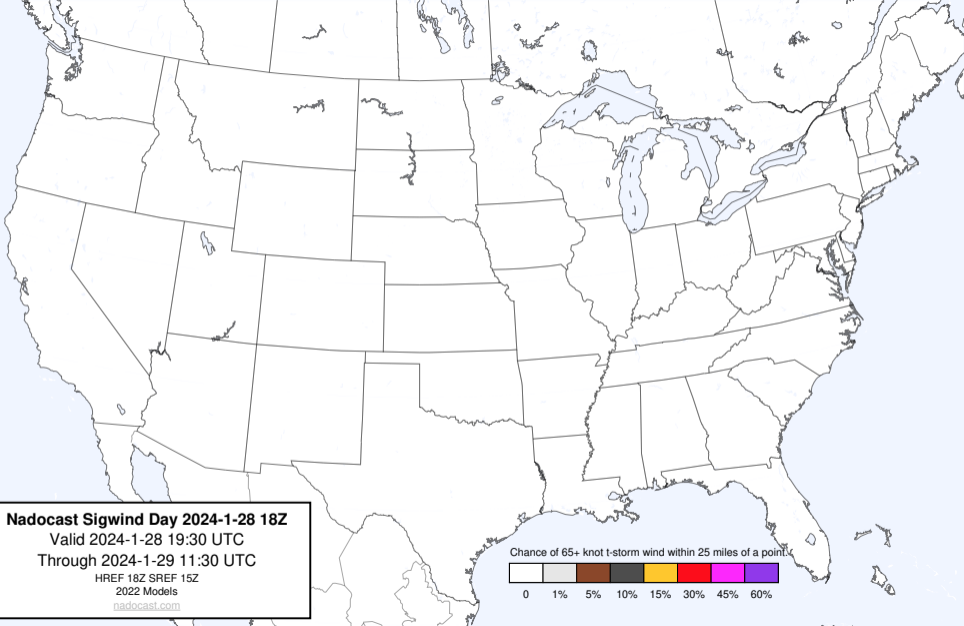 Nadocast Sigwind Day 2024-1-28 18Z
Valid 2024-1-28 19:30 UTC
Through 2024-1-29 11:30 UTC
HREF 18Z SREF 15Z
2022 Models
nadocast.com
Chance of 65+ knot t-storm wind within 25 miles of a point.
0 1% 5% 10% 15% 30% 45% 60%